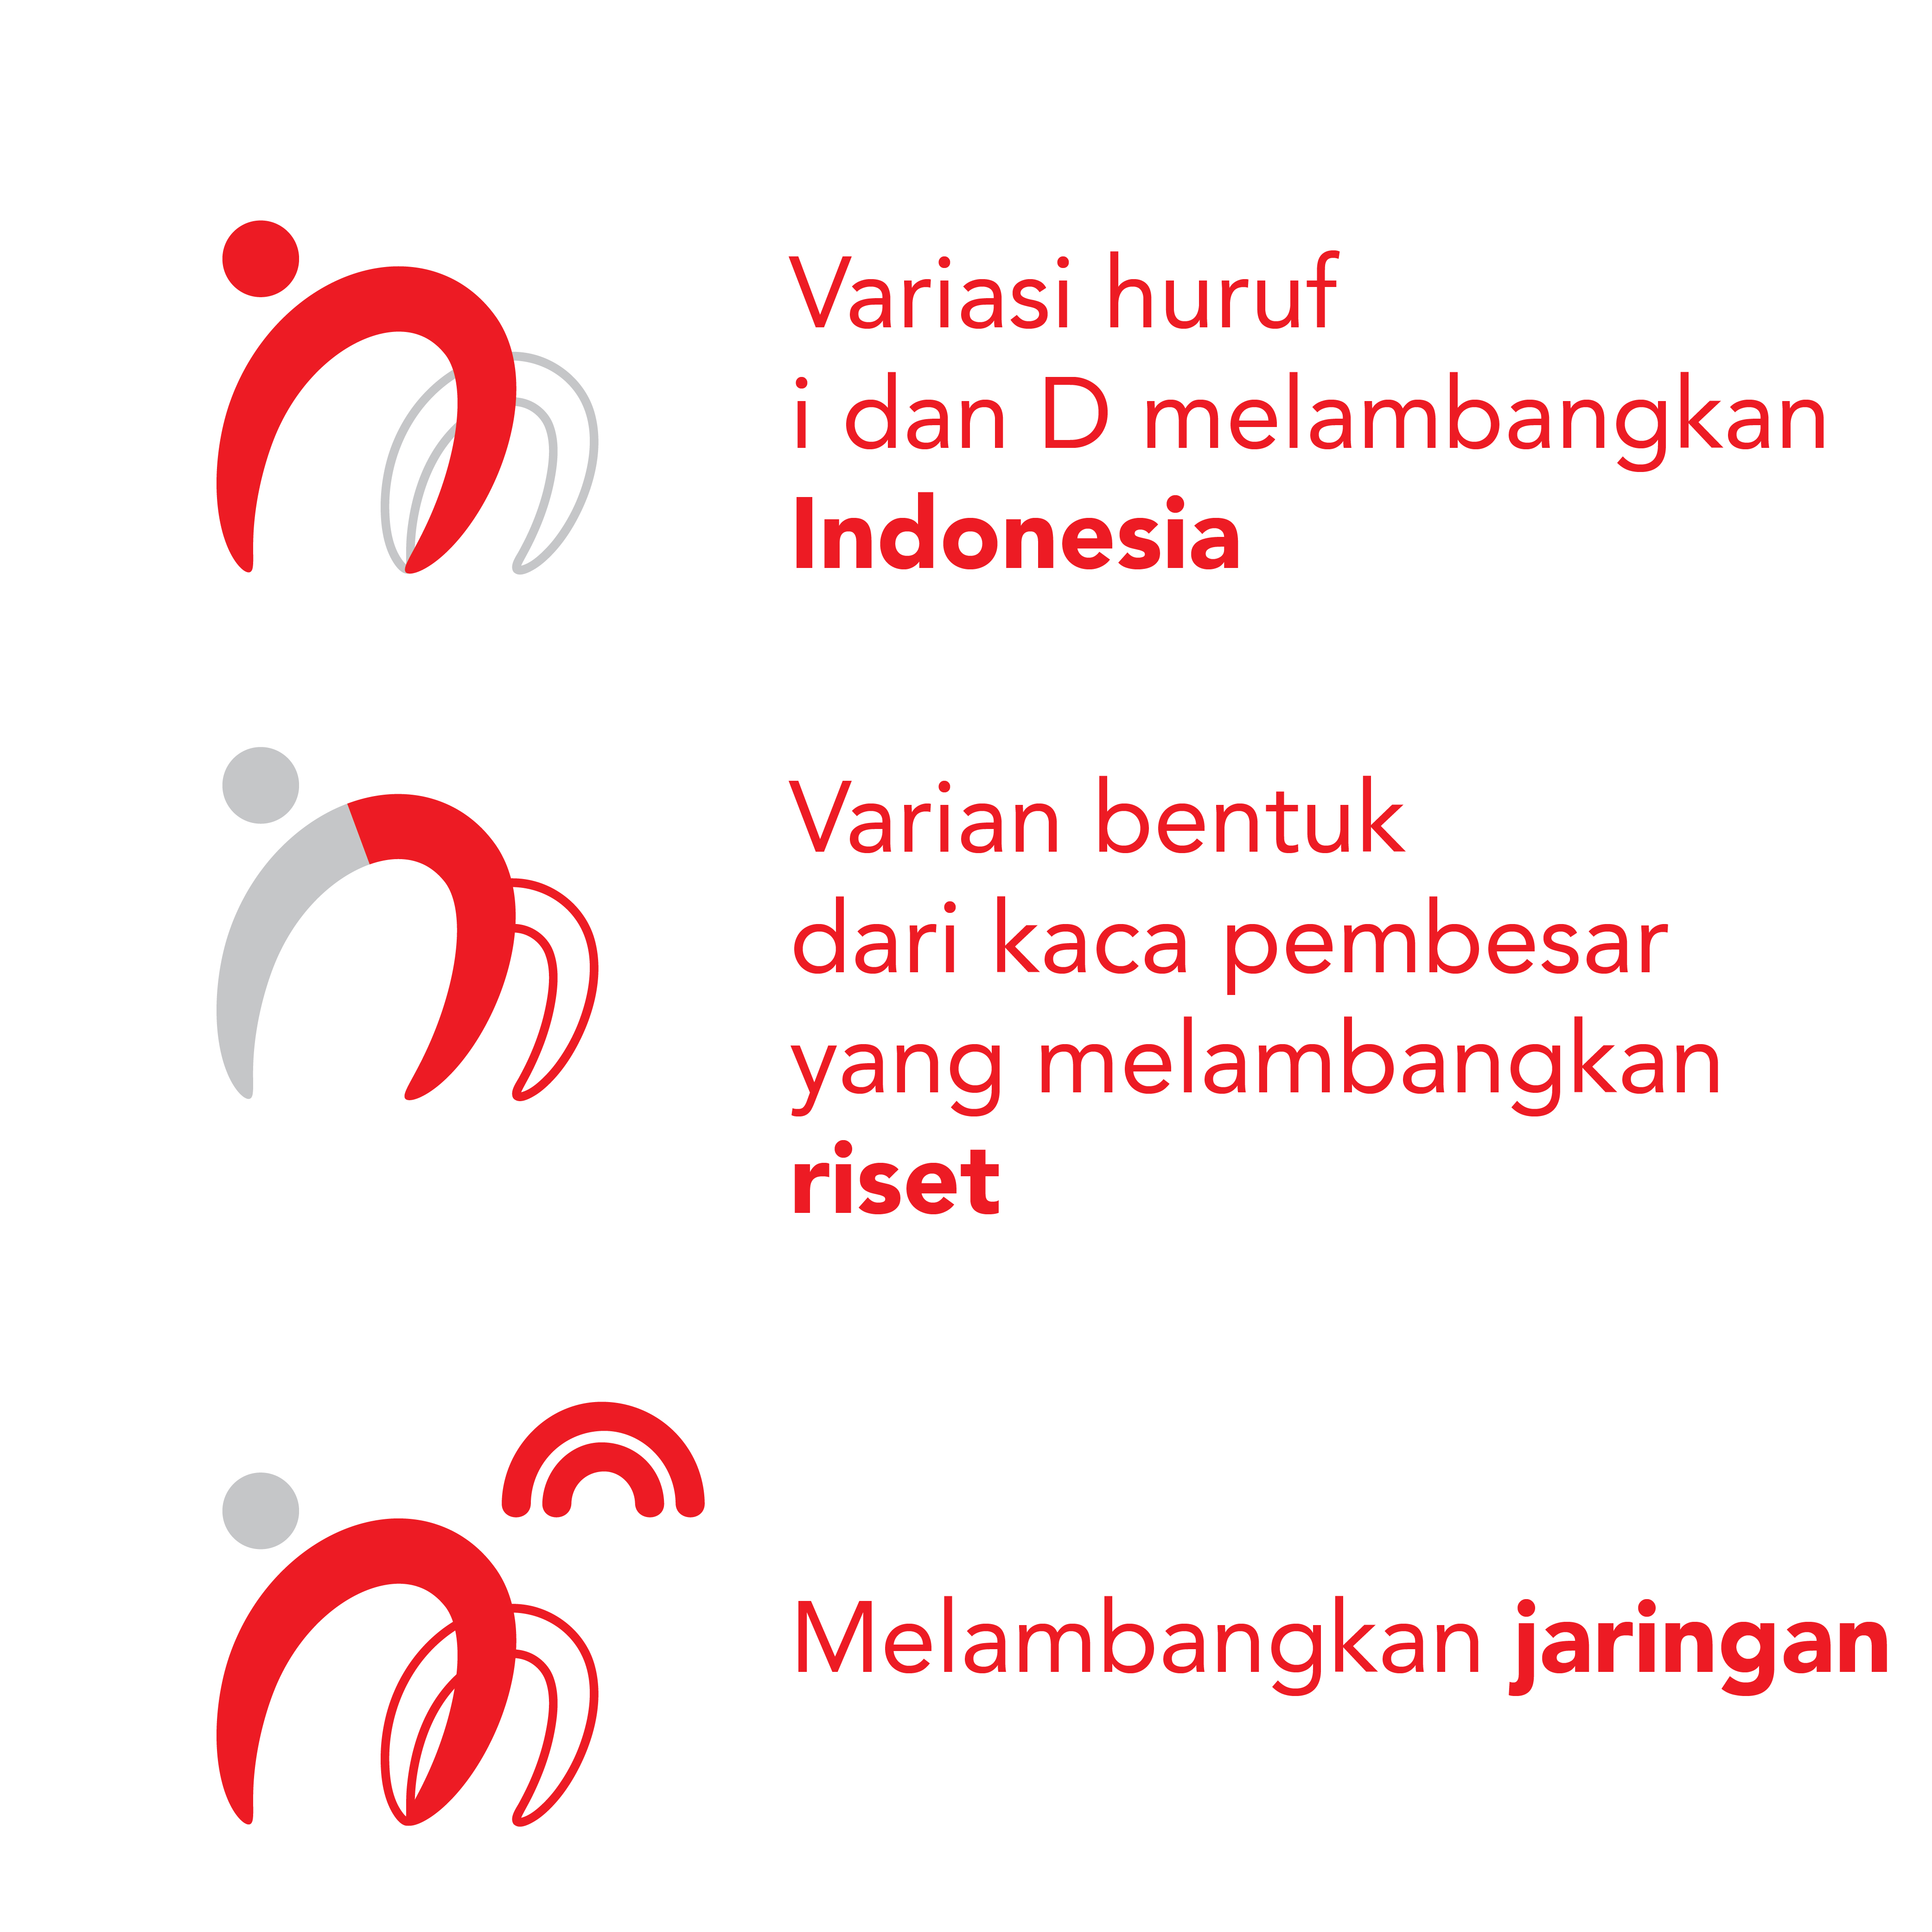 Variasi huruf
i dan D melambangkan
Indonesia
Varian bentuk
dari kaca pembesar
yang melambangkan
riset
Melambangkan jaringan